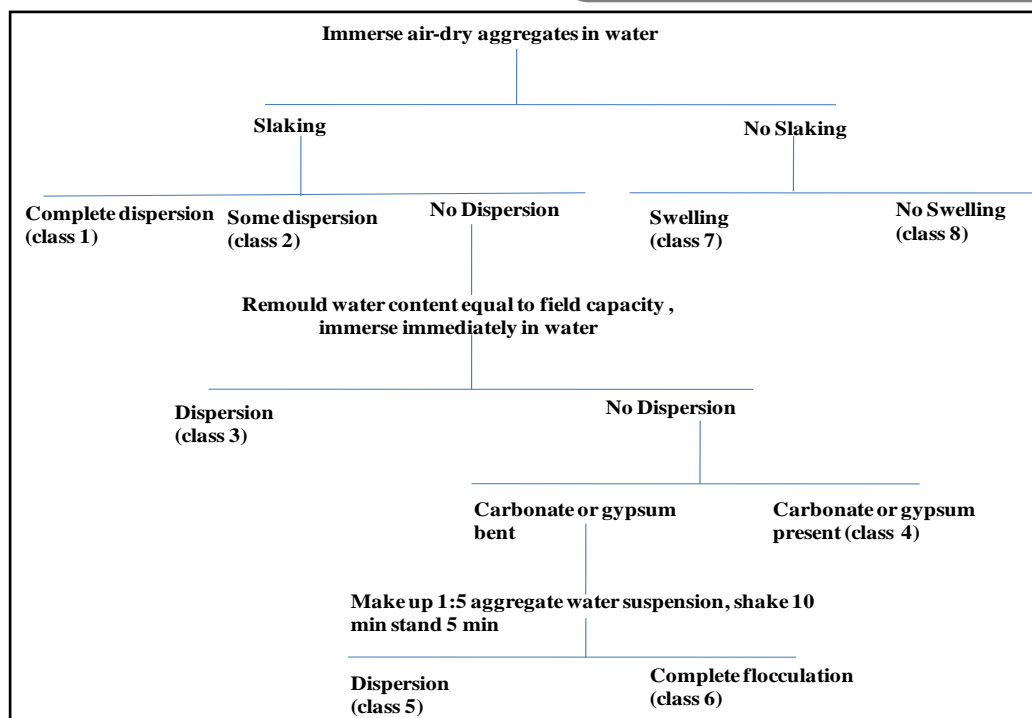 Immerse air-dry aggregates in water
Slaking
No Slaking
Complete dispersion
(class 1)
Some dispersion
(class 2)
No Dispersion
Swelling
(class 7)
No Swelling
(class 8)
Remould water content equal to field capacity ,
immerse immediately in water
Dispersion
(class 3)
No Dispersion
Carbonate or gypsum
bent
Carbonate or gypsum
present (class 4)
Make up 1:5 aggregate water suspension, shake 10
min stand 5 min
Dispersion
(class 5)
Complete flocculation
(class 6)